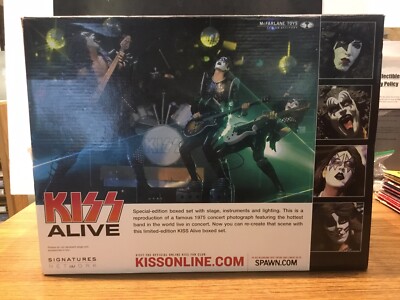 McFARLANE TOYS
KISS
ALIVE
Special-edition boxed set with stage, instruments and lighting. This is a
reproduction of a famous 1975 concert photograph featuring the hottest
band in the world live in concert. Now you can re-create that scene with
this limited-edition KISS Alive boxed set.
SIGNATURES
NETWORK
KISSONLINE.COM
SPAWN.COM